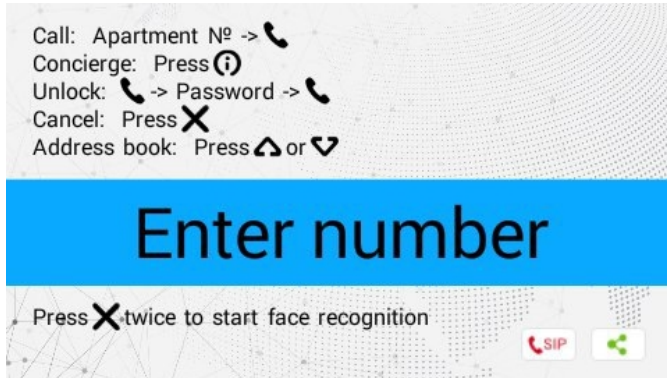 Call: Apartment Nº ->
Concierge: Press
Unlock: -> Password ->
Cancel: Press
Address book: Press or
Enter number
Press twice to start face recognition
SIP